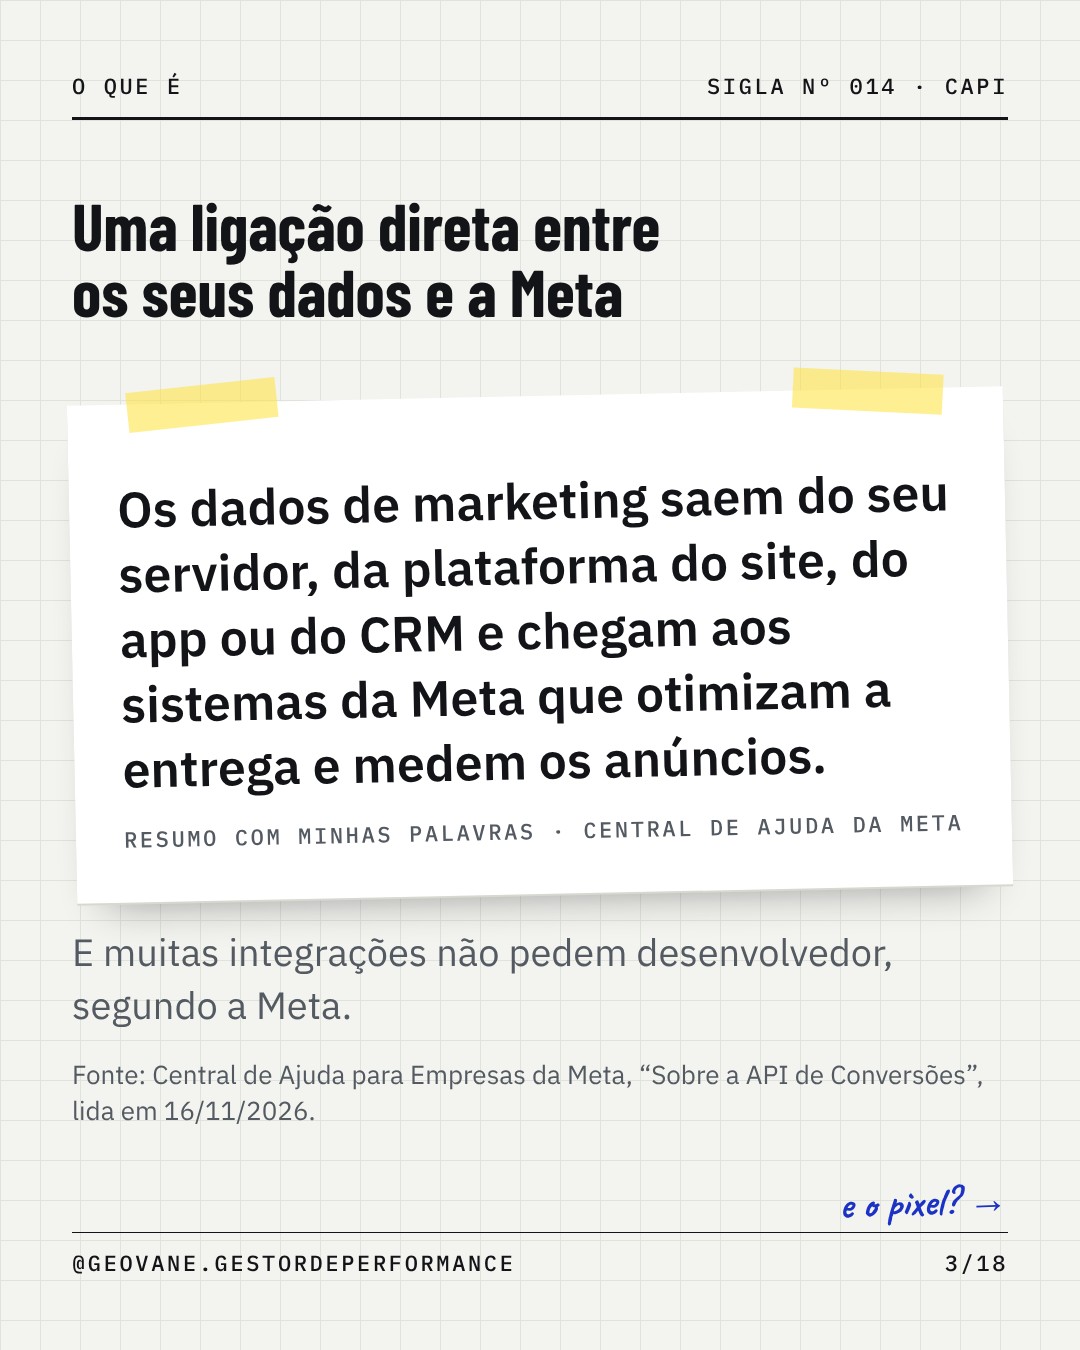 O QUE É
SIGLA Nº 014 · CAPI
Uma ligação direta entre
os seus dados e a Meta
Os dados de marketing saem do seu
servidor, da plataforma do site, do
app ou do CRM e chegam aos
sistemas da Meta que otimizam a
entrega e medem os anúncios.
RESUMO COM MINHAS PALAVRAS · CENTRAL DE AJUDA DA META
E muitas integrações não pedem desenvolvedor,
segundo a Meta.
Fonte: Central de Ajuda para Empresas da Meta, “Sobre a API de Conversões”,
lida em 16/11/2026.
e o pixel? →
@GEOVANE.GESTORDEPERFORMANCE
3/18